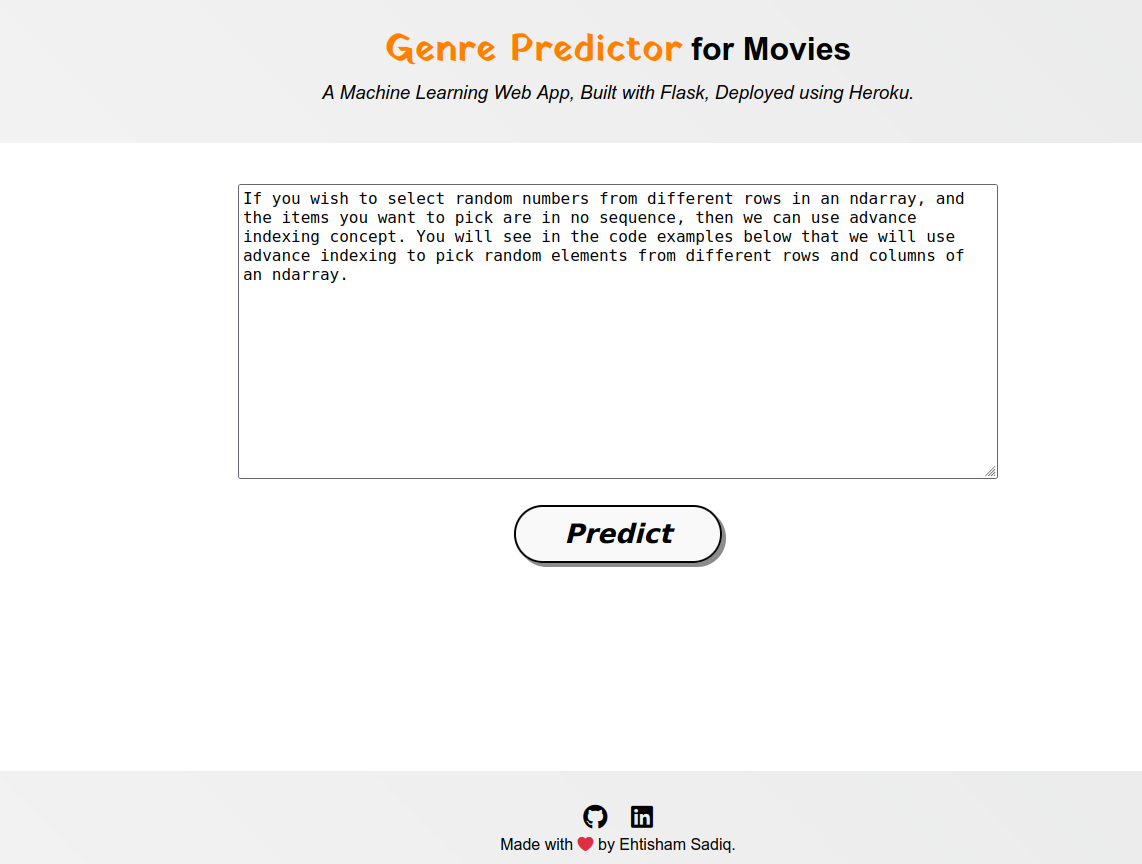 Genre Predictor for Movies
A Machine Learning Web App, Built with Flask, Deployed using Heroku.
If you wish to select random numbers from different rows in an ndarray, and
the items you want to pick are in no sequence, then we can use advance
indexing concept. You will see in the code examples below that we will use
advance indexing to pick random elements from different rows and columns of
an ndarray.
Predict
in
Made with ❤ by Ehtisham Sadiq.